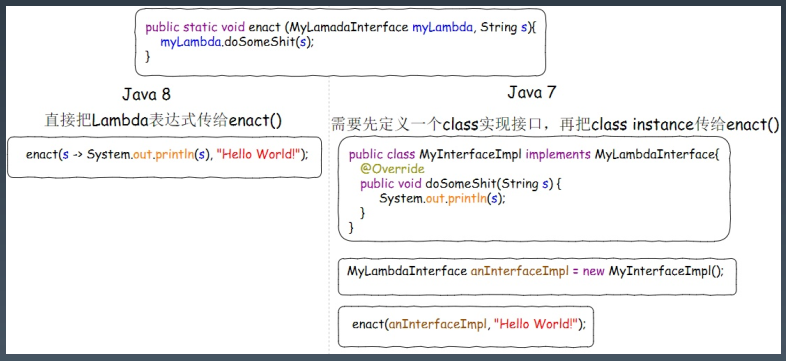 public static void enact (MyLamadaInterface myLambda, String s){
myLambda.doSomeShit(s);
}
Java 8
直接把Lambda表达式传给enact()
enact(s -> System.out.println(s), "Hello World!");
Java 7
需要先定义一个class实现接口，再把class instance传给enact()
public class MyInterfaceImpl implements MyLambdaInterface{
@Override
public void doSomeShit(String s) {
System.out.println(s);
}
}
MyLambdaInterface anInterfaceImpl = new MyInterfaceImpl();
enact(anInterfaceImpl, "Hello World!");